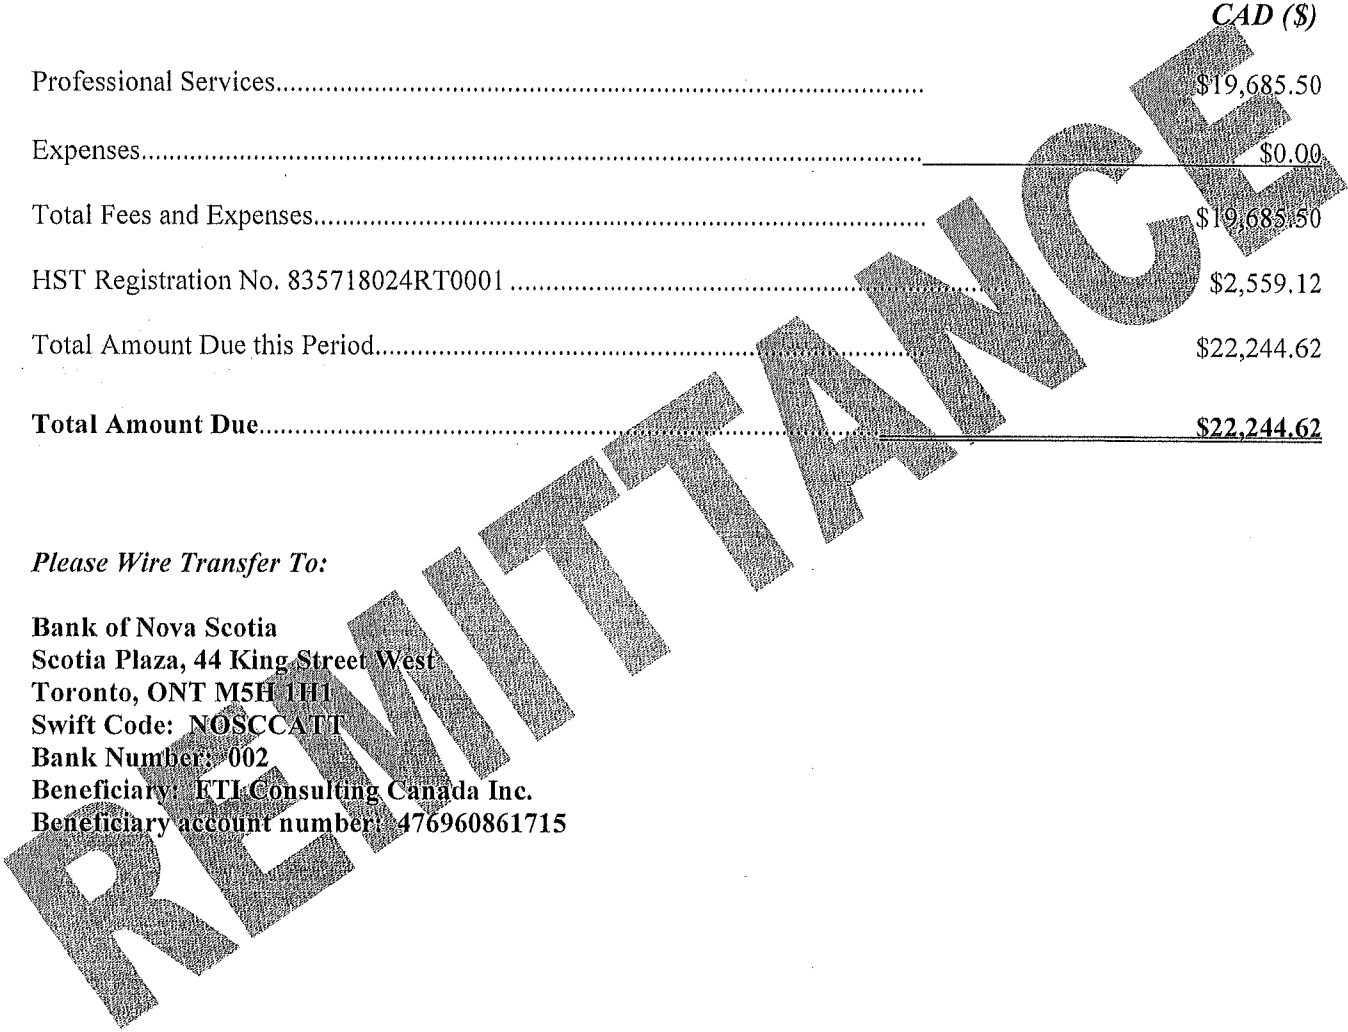 CAD ($)
Professional Services.......................................................................................... $19,685.50
Expenses............................................................................................................... $0.00
Total Fees and Expenses...................................................................................... $19,685.50
HST Registration No. 835718024RT0001 .......................................................................... $2,559.12
Total Amount Due this Period............................................................................. $22,244.62
Total Amount Due................................................................................................ $22,244.62
Please Wire Transfer To:
Bank of Nova Scotia
Scotia Plaza, 44 King Street West
Toronto, ONT M5H 1H1
Swift Code: NOSCCATT
Bank Number: 002
Beneficiary: FTI Consulting Canada Inc.
Beneficiary account number: 476960861715
REMITTANCE